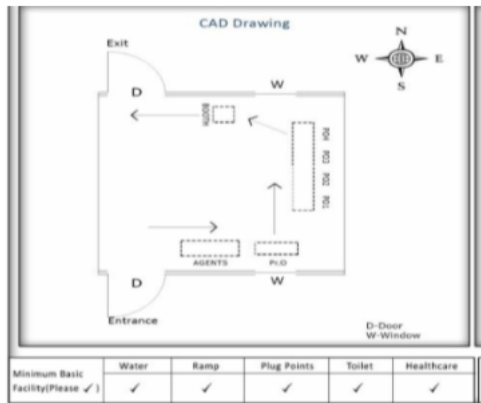 CAD Drawing
Exit
N
W E
S
D
W
BOOTH
PO4
PO3
PO2
PO1
AGENTS
Pr.O
D
W
Entrance
D-Door
W-Window
Water Ramp Plug Points Toilet Healthcare
Minimum Basic
Facility(Please ✓) ✓ ✓ ✓ ✓ ✓